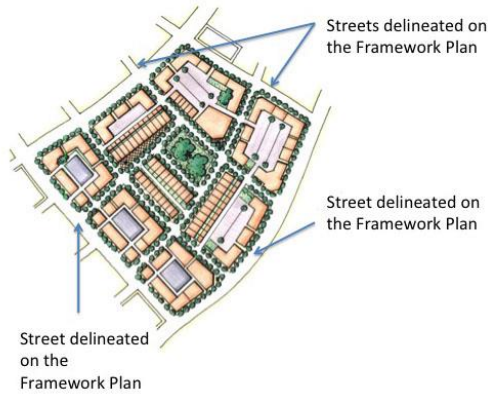 Streets delineated on
the Framework Plan
Street delineated on
the Framework Plan
Street delineated
on the
Framework Plan